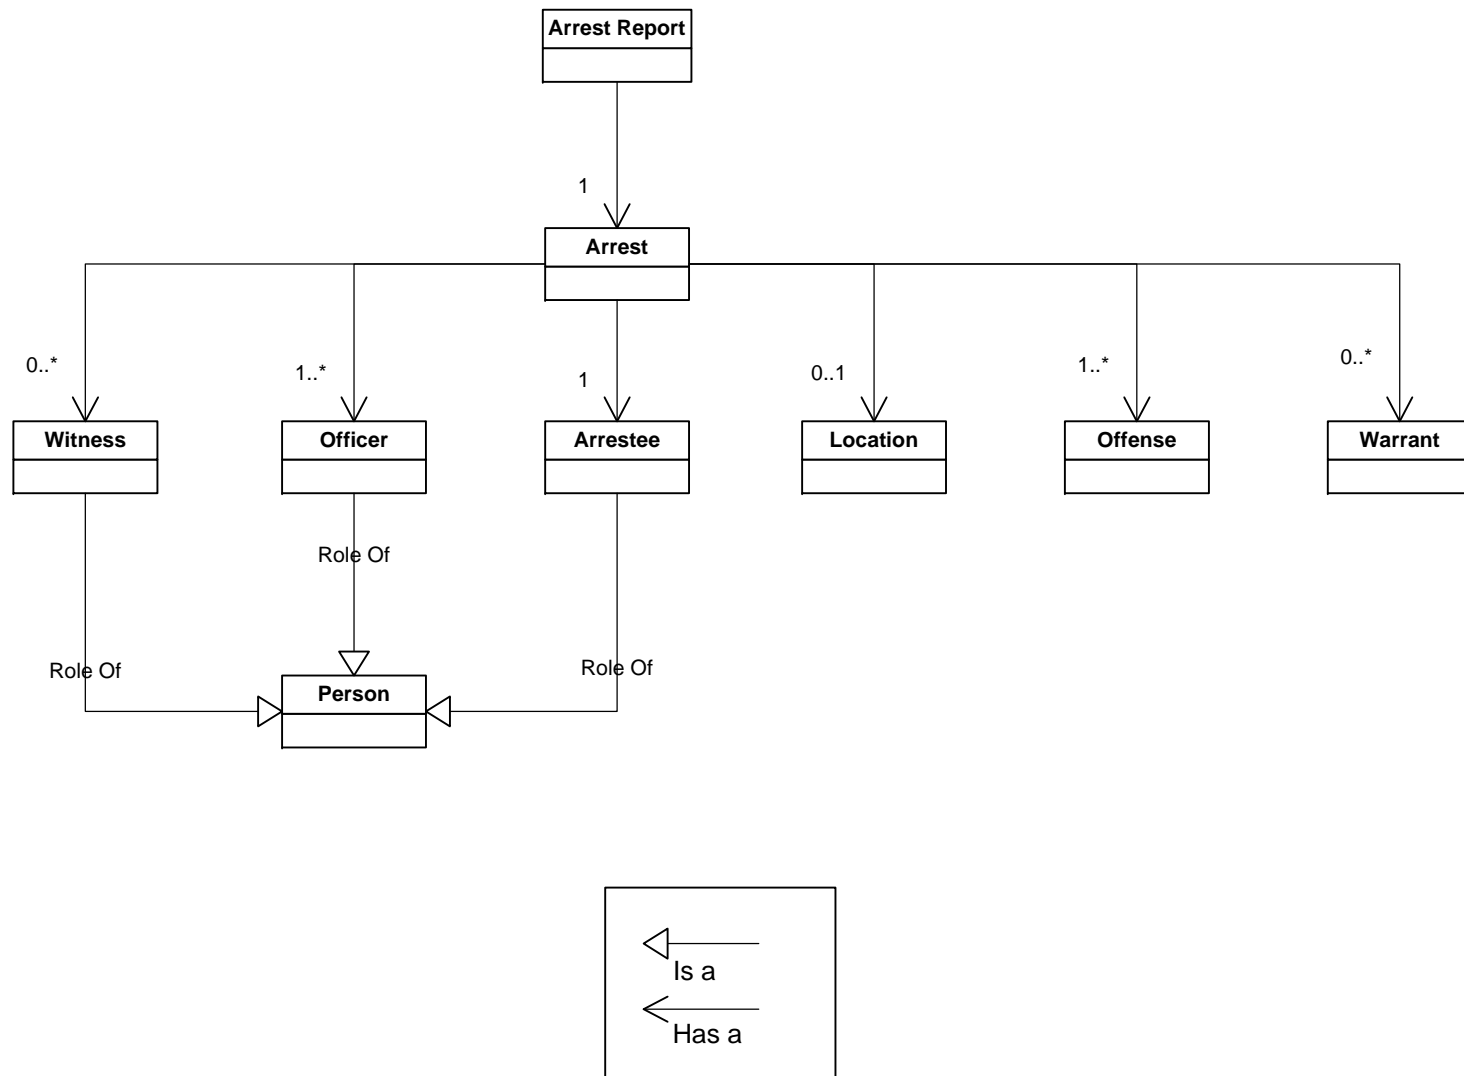 Arrest Report
1
Arrest
0..*
1..*
1
0..1
1..*
0..*
Witness
Officer
Arrestee
Location
Offense
Warrant
Role Of
Role Of
Role Of
Person
Is a
Has a